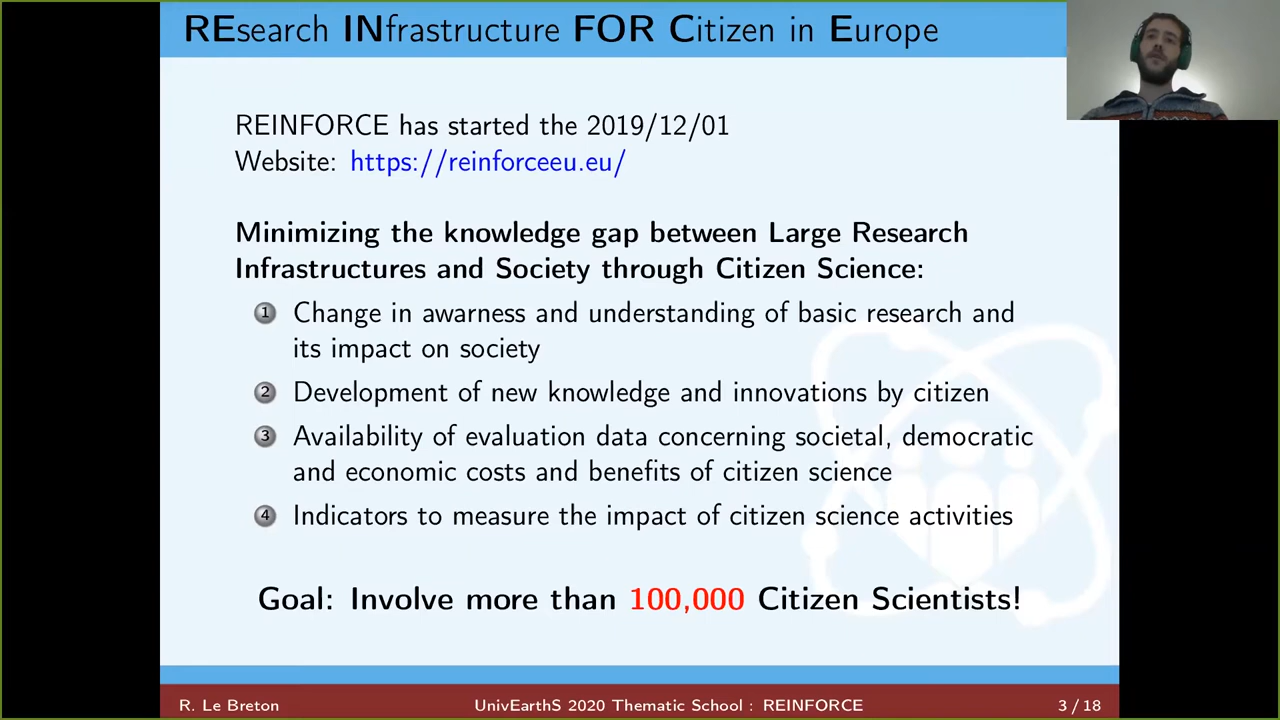 REsearch INfrastructure FOR Citizen in Europe
REINFORCE has started the 2019/12/01
Website: https://reinforceeu.eu/
Minimizing the knowledge gap between Large Research
Infrastructures and Society through Citizen Science:
1 Change in awarness and understanding of basic research and
its impact on society
2 Development of new knowledge and innovations by citizen
3 Availability of evaluation data concerning societal, democratic
and economic costs and benefits of citizen science
4 Indicators to measure the impact of citizen science activities
Goal: Involve more than 100,000 Citizen Scientists!
R. Le Breton UnivEarthS 2020 Thematic School : REINFORCE 3 / 18